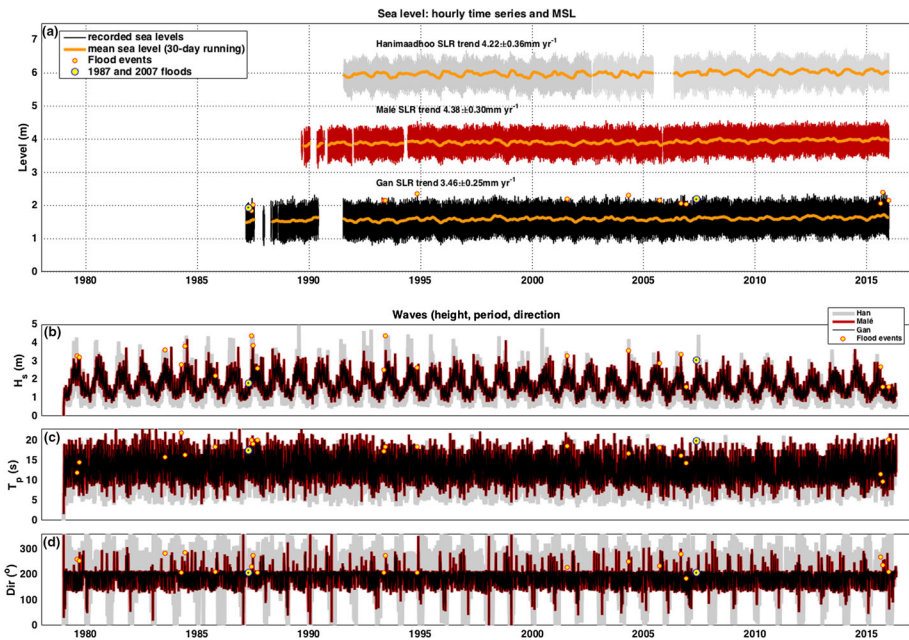 Sea level: hourly time series and MSL
(a)
recorded sea levels
mean sea level (30-day running)
Flood events
1987 and 2007 floods
Hanimaadhoo SLR trend 4.22±0.36mm yr⁻¹
Malé SLR trend 4.38±0.30mm yr⁻¹
Gan SLR trend 3.46±0.25mm yr⁻¹
Level (m)
7
6
5
4
3
2
1
0
1980 1985 1990 1995 2000 2005 2010 2015
Waves (height, period, direction
Han
Malé
Gan
Flood events
(b)
Hs (m)
5
4
3
2
1
0
(c)
Tp (s)
20
15
10
5
0
(d)
Dir (°)
300
200
100
0
1980 1985 1990 1995 2000 2005 2010 2015